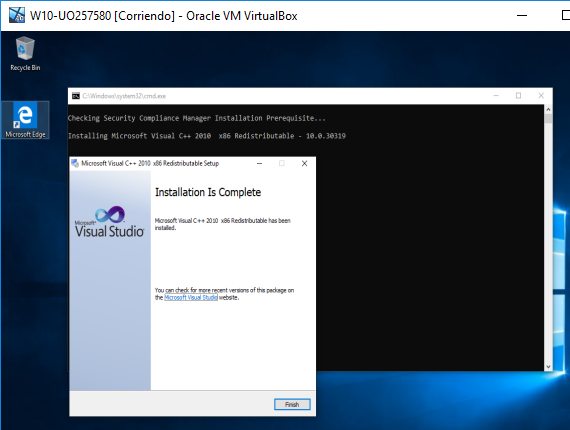 W10-UO257580 [Corriendo] - Oracle VM VirtualBox
Recycle Bin
Microsoft Edge
C:\Windows\system32\cmd.exe
Checking Security Compliance Manager Installation Prerequisite...
Installing Microsoft Visual C++ 2010  x86 Redistributable - 10.0.30319
Microsoft Visual C++ 2010  x86 Redistributable Setup
Microsoft
Visual Studio
Installation Is Complete
Microsoft Visual C++ 2010  x86 Redistributable has been
installed.
You can check for more recent versions of this package on
the Microsoft Visual Studio website.
Finish